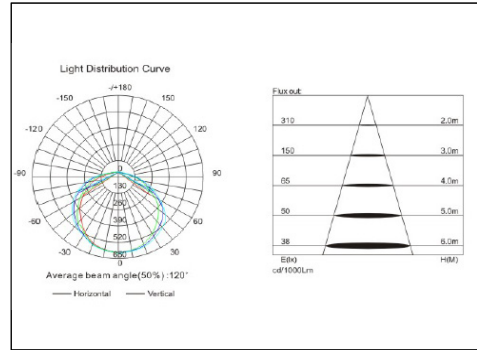 Light Distribution Curve
-/+180
-150
150
-120
120
-90
90
-60
60
-30
30
0
0
130
260
390
520
650
Average beam angle(50%) :120°
Horizontal
Vertical
Flux out:
310
2.0m
150
3.0m
65
4.0m
50
5.0m
38
6.0m
E(lx)
H(M)
cd/1000Lm